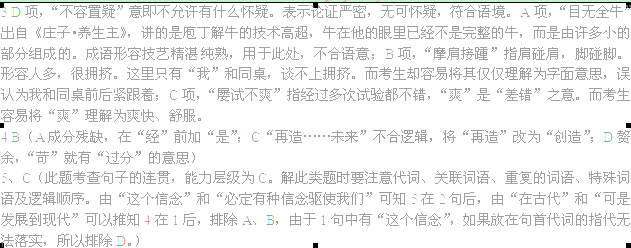 3 D 项，“不容置疑”意即不允许有什么怀疑。表示论证严密，无可怀疑，符合语境。A 项，“目无全牛”
出自《庄子·养生主》，讲的是庖丁解牛的技术高超，牛在他的眼里已经不是完整的牛，而是由许多小的
部分组成的。成语形容技艺精湛纯熟，用于此处，不合语意；B 项，“摩肩接踵”指肩碰肩，脚碰脚。
形容人多，很拥挤。这里只有“我”和同桌，谈不上拥挤。而考生却容易将其仅仅理解为字面意思，误
认为我和同桌前后紧跟着；C 项，“屡试不爽”指经过多次试验都不错，“爽”是“差错”之意。而考生
容易将“爽”理解为爽快、舒服。
4 B（A 成分残缺，在“经”前加“是”；C“再造……未来”不合逻辑，将“再造”改为“创造”；D 赘
余，“苛”就有“过分”的意思）
5、C（此题考查句子的连贯，能力层级为 C。解此类题时要注意代词、关联词语、重复的词语、特殊词
语及逻辑顺序。由“这个信念”和“必定有种信念驱使我们”可知 5 在 2 句后，由“在古代”和“可是
发展到现代”可以推知 4 在 1 后，排除 A、B，由于 1 句中有“这个信念”，如果放在句首代词的指代无
法落实，所以排除 D。）